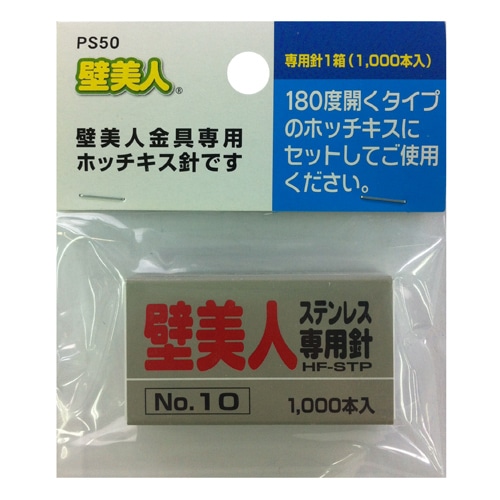 PS50
壁美人®
壁美人金具専用
ホッチキス針です
専用針1箱(1,000本入)
180度開くタイプ
のホッチキスに
セットしてご使用
ください。
壁美人
ステンレス
専用針
HF-STP
No.10
1,000本入